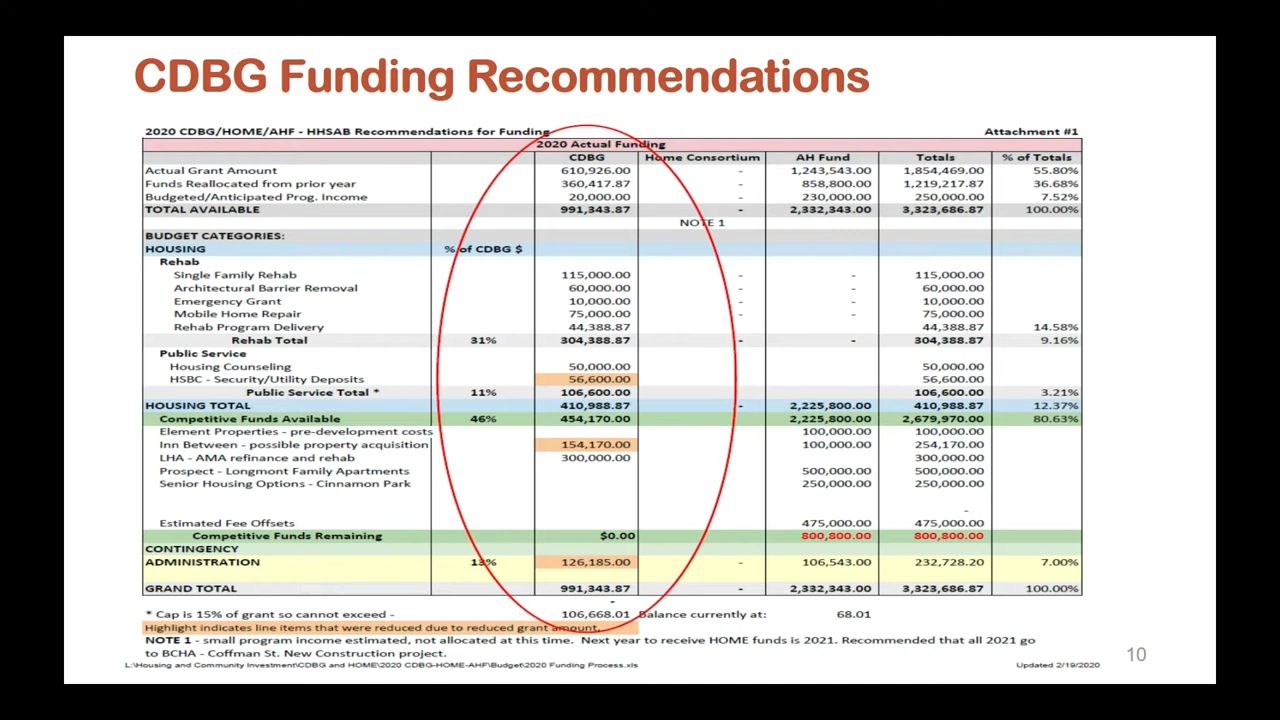 CDBG Funding Recommendations
2020 CDBG/HOME/AHF - HHSAB Recommendations for Funding Attachment #1
2020 Actual Funding
CDBG Home Consortium AH Fund Totals % of Totals
Actual Grant Amount 610,926.00 - 1,243,543.00 1,854,469.00 55.80%
Funds Reallocated from prior year 360,417.87 - 858,800.00 1,219,217.87 36.68%
Budgeted/Anticipated Prog. Income 20,000.00 - 230,000.00 250,000.00 7.52%
TOTAL AVAILABLE 991,343.87 - 2,332,343.00 3,323,686.87 100.00%
NOTE 1
BUDGET CATEGORIES:
HOUSING % of CDBG $
Rehab
Single Family Rehab 115,000.00 - - 115,000.00
Architectural Barrier Removal 60,000.00 - - 60,000.00
Emergency Grant 10,000.00 - - 10,000.00
Mobile Home Repair 75,000.00 - - 75,000.00
Rehab Program Delivery 44,388.87 - - 44,388.87 14.58%
Rehab Total 31% 304,388.87 - - 304,388.87 9.16%
Public Service
Housing Counseling 50,000.00 50,000.00
HSBC - Security/Utility Deposits 56,600.00 56,600.00
Public Service Total * 11% 106,600.00 106,600.00 3.21%
HOUSING TOTAL 410,988.87 - 2,225,800.00 410,988.87 12.37%
Competitive Funds Available 46% 454,170.00 2,225,800.00 2,679,970.00 80.63%
Element Properties - pre-development costs 100,000.00 100,000.00
Inn Between - possible property acquisition 154,170.00 100,000.00 254,170.00
LHA - AMA refinance and rehab 300,000.00 300,000.00
Prospect - Longmont Family Apartments 500,000.00 500,000.00
Senior Housing Options - Cinnamon Park 250,000.00 250,000.00
-
Estimated Fee Offsets 475,000.00 475,000.00
Competitive Funds Remaining $0.00 800,800.00 800,800.00
CONTINGENCY
ADMINISTRATION 13% 126,185.00 - 106,543.00 232,728.20 7.00%
GRAND TOTAL 991,343.87 - 2,332,343.00 3,323,686.87 100.00%
-
* Cap is 15% of grant so cannot exceed - 106,668.01 Balance currently at: 68.01
Highlight indicates line items that were reduced due to reduced grant amount.
NOTE 1 - small program income estimated, not allocated at this time. Next year to receive HOME funds is 2021. Recommended that all 2021 go
to BCHA - Coffman St. New Construction project.
L:\Housing and Community Investment\CDBG and HOME\2020 CDBG-HOME-AHF\Budget\2020 Funding Process.xls Updated 2/19/2020
10